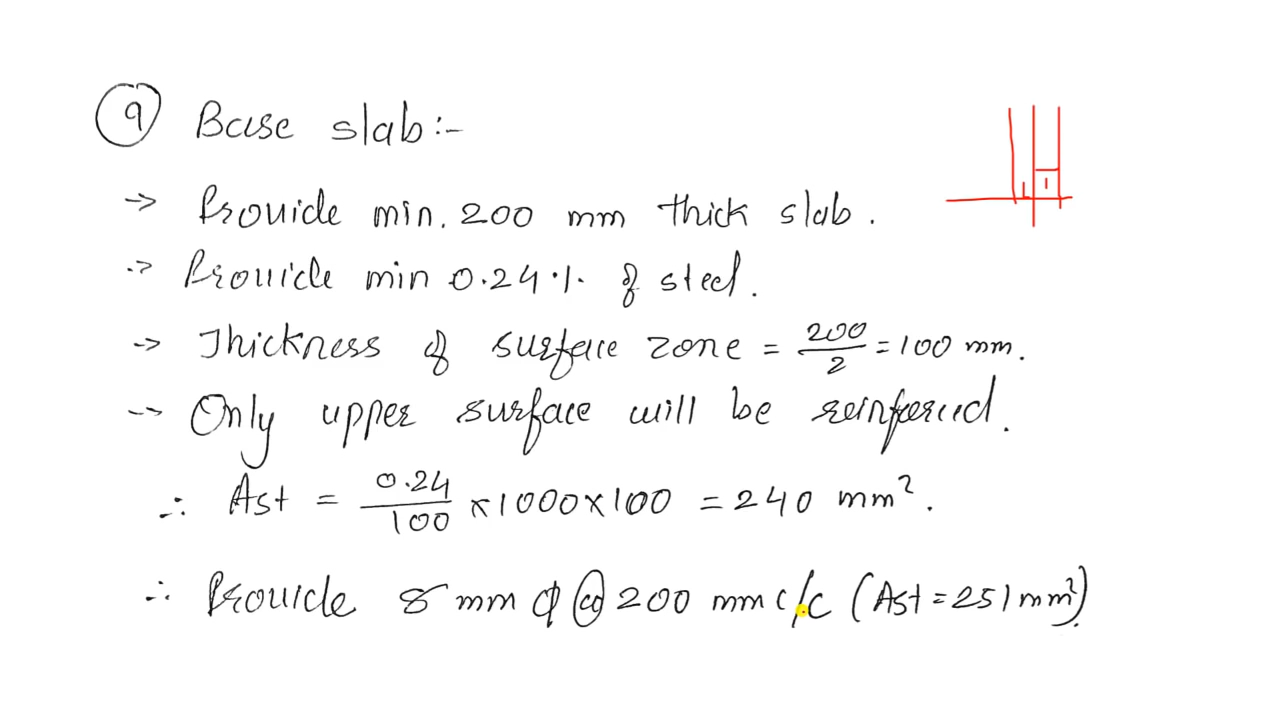 9 Base slab :-
→ Provide min. 200 mm thick slab.
→ Provide min 0.24 % of steel.
→ Thickness of surface zone = 200/2 = 100 mm.
→ Only upper surface will be reinforced.
∴ Ast = 0.24/100 × 1000 × 100 = 240 mm².
∴ Provide 8 mm ϕ @ 200 mm c/c (Ast = 251 mm²).